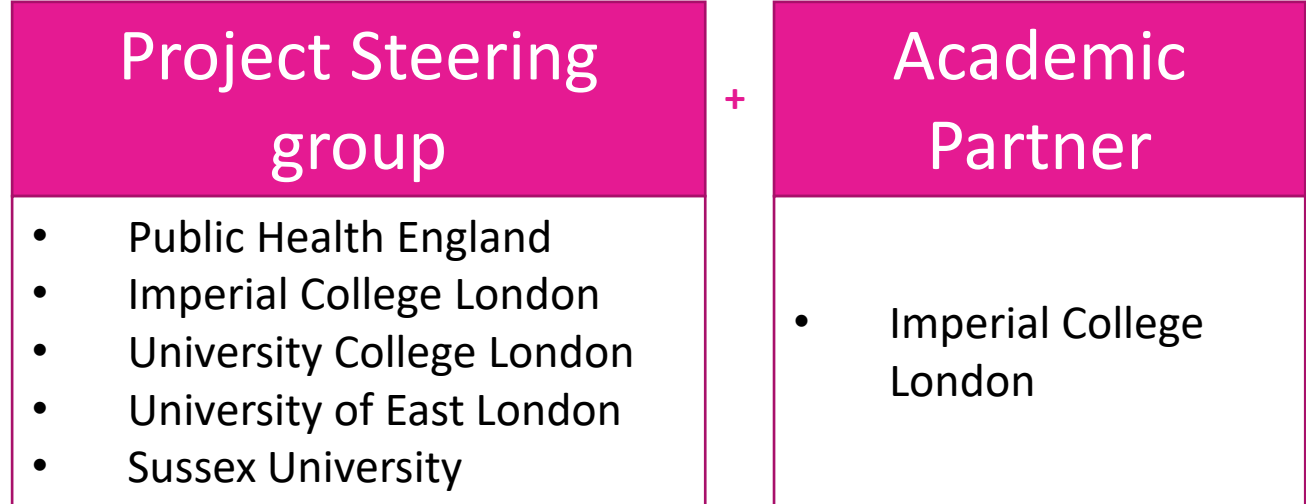 Project Steering
group
• Public Health England
• Imperial College London
• University College London
• University of East London
• Sussex University
+
Academic
Partner
• Imperial College
London